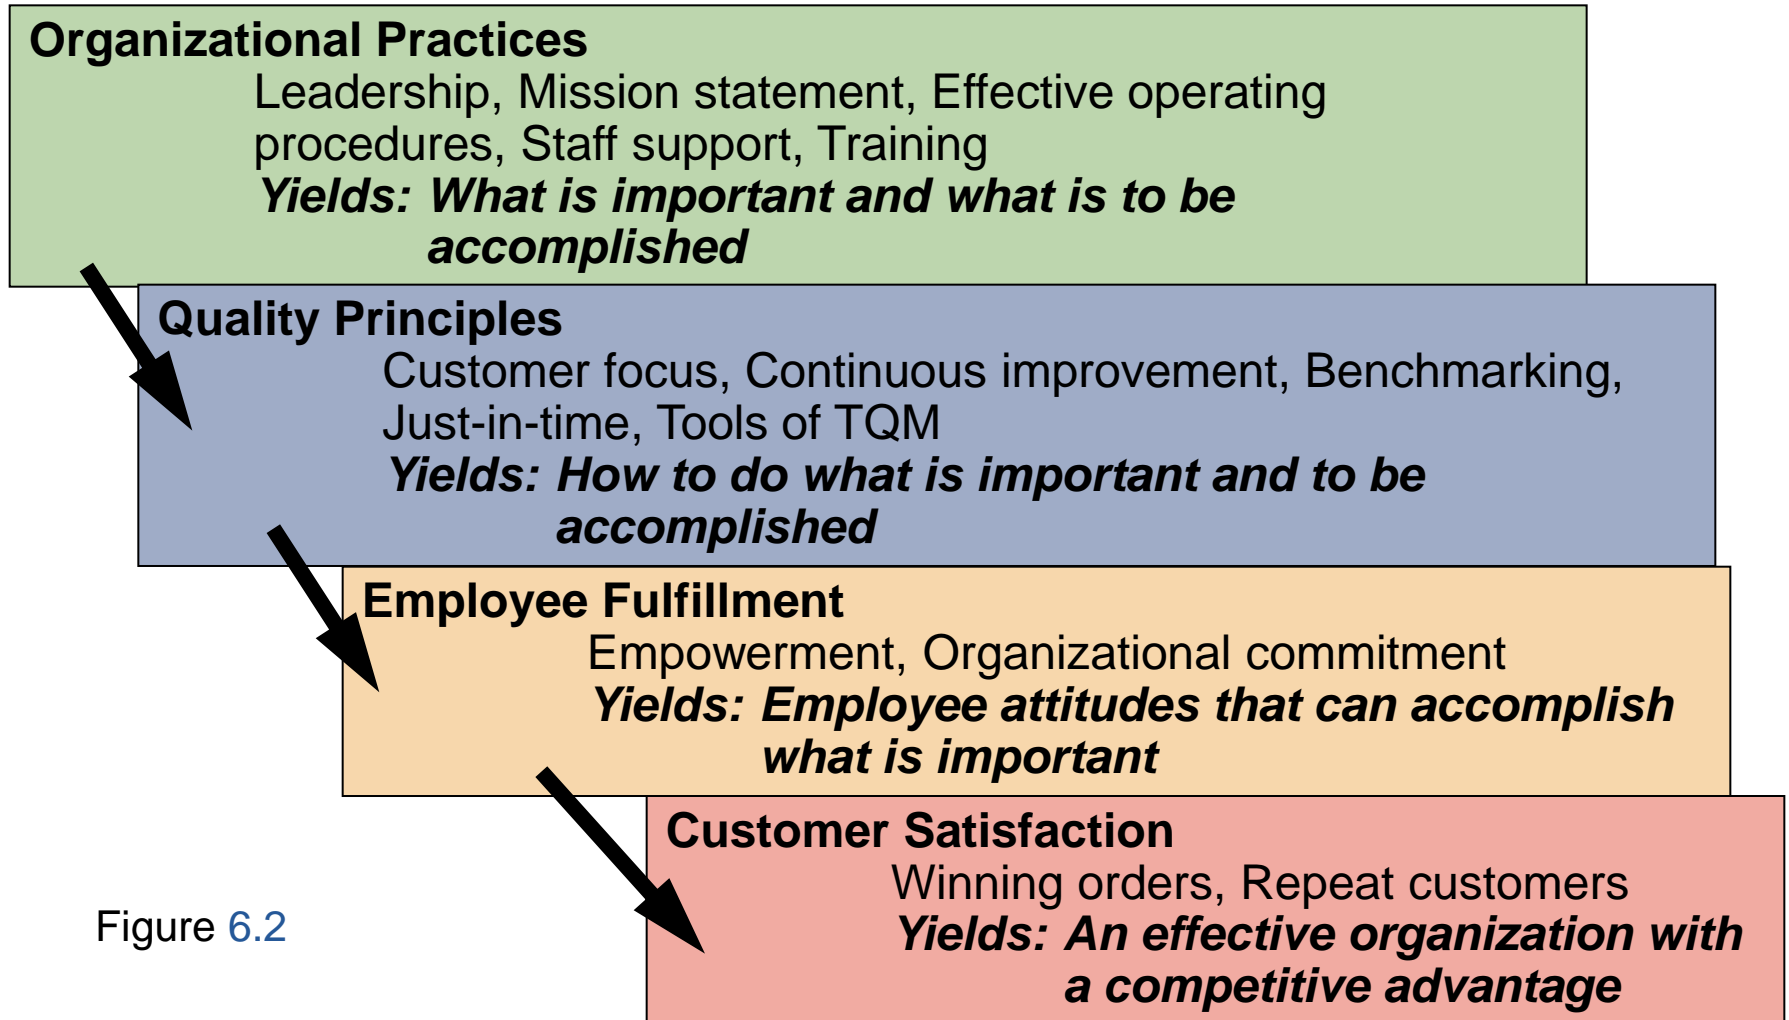 Organizational Practices
Leadership, Mission statement, Effective operating
procedures, Staff support, Training
Yields: What is important and what is to be
accomplished
Quality Principles
Customer focus, Continuous improvement, Benchmarking,
Just-in-time, Tools of TQM
Yields: How to do what is important and to be
accomplished
Employee Fulfillment
Empowerment, Organizational commitment
Yields: Employee attitudes that can accomplish
what is important
Customer Satisfaction
Winning orders, Repeat customers
Yields: An effective organization with
a competitive advantage
Figure 6.2